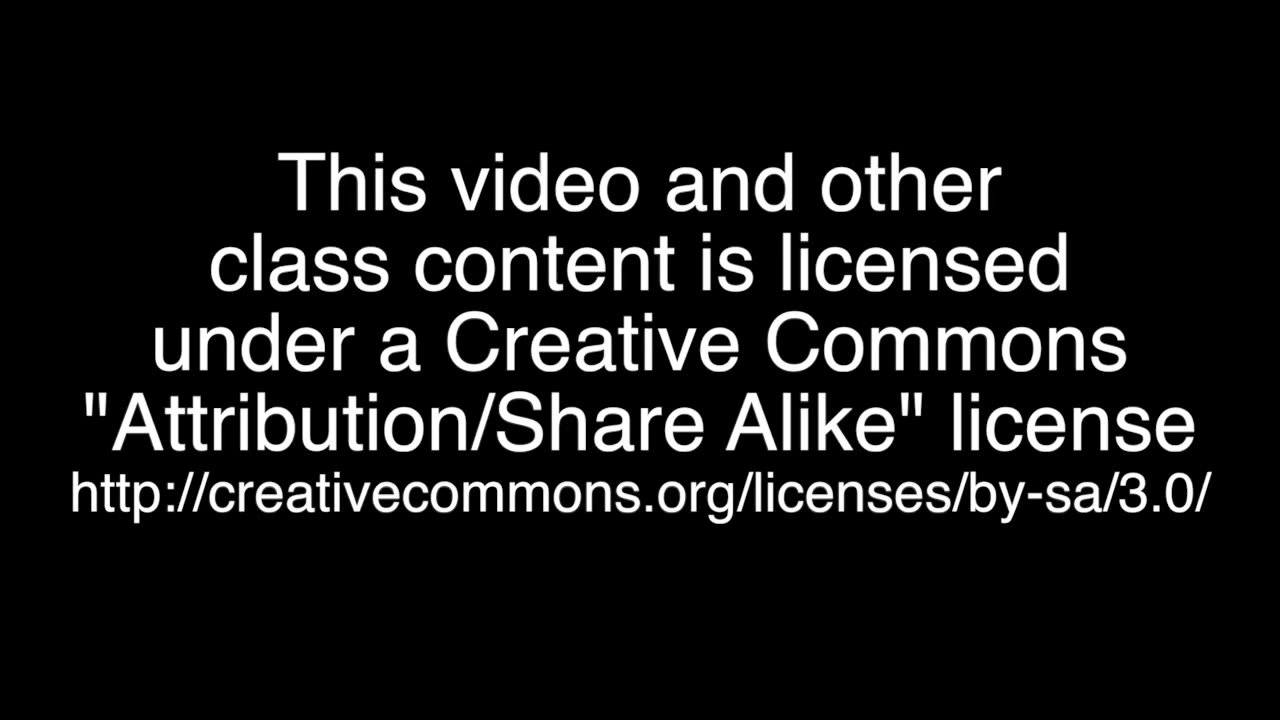 This video and other
class content is licensed
under a Creative Commons
"Attribution/Share Alike" license
http://creativecommons.org/licenses/by-sa/3.0/